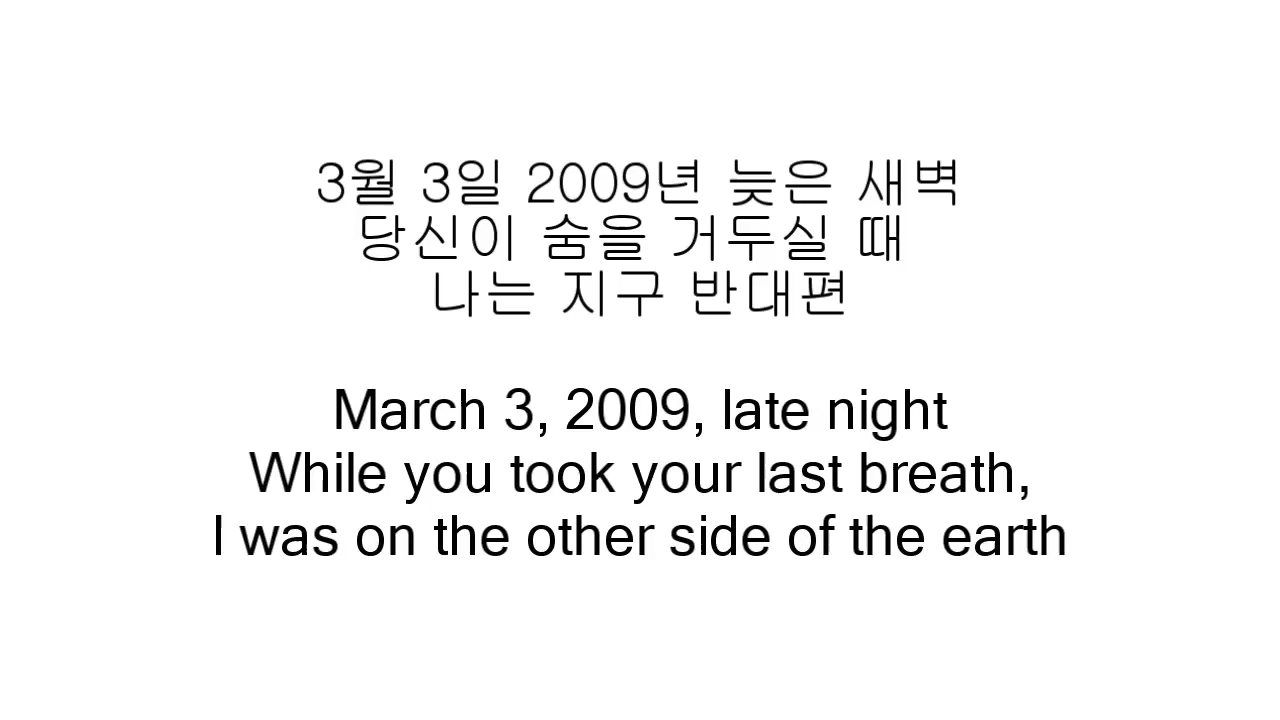 3월 3일 2009년 늦은 새벽
당신이 숨을 거두실 때
나는 지구 반대편
March 3, 2009, late night
While you took your last breath,
I was on the other side of the earth